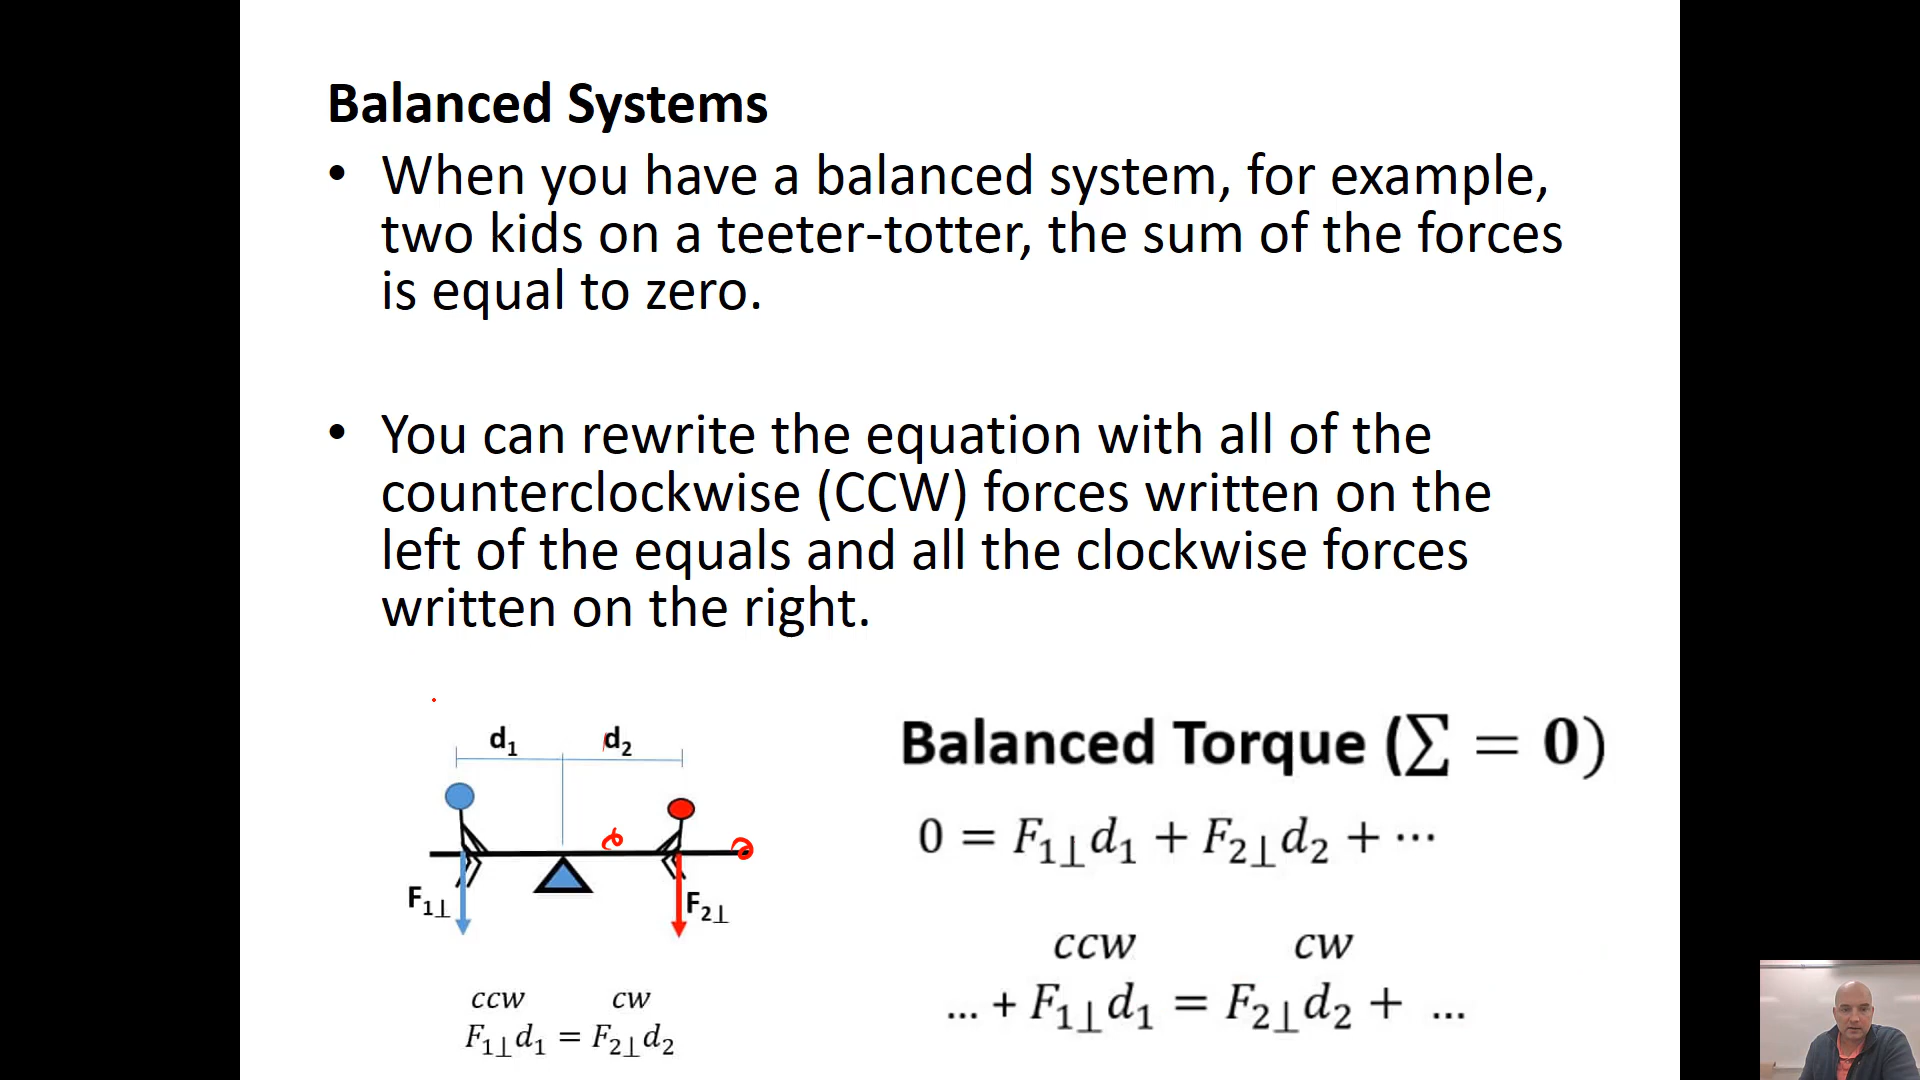 Balanced Systems
• When you have a balanced system, for example,
two kids on a teeter-totter, the sum of the forces
is equal to zero.
• You can rewrite the equation with all of the
counterclockwise (CCW) forces written on the
left of the equals and all the clockwise forces
written on the right.
d₁ d₂
F₁⊥ F₂⊥
ccw cw
F₁⊥d₁ = F₂⊥d₂
Balanced Torque (∑ = 0)
0 = F₁⊥d₁ + F₂⊥d₂ + ⋯
ccw cw
... + F₁⊥d₁ = F₂⊥d₂ + ...